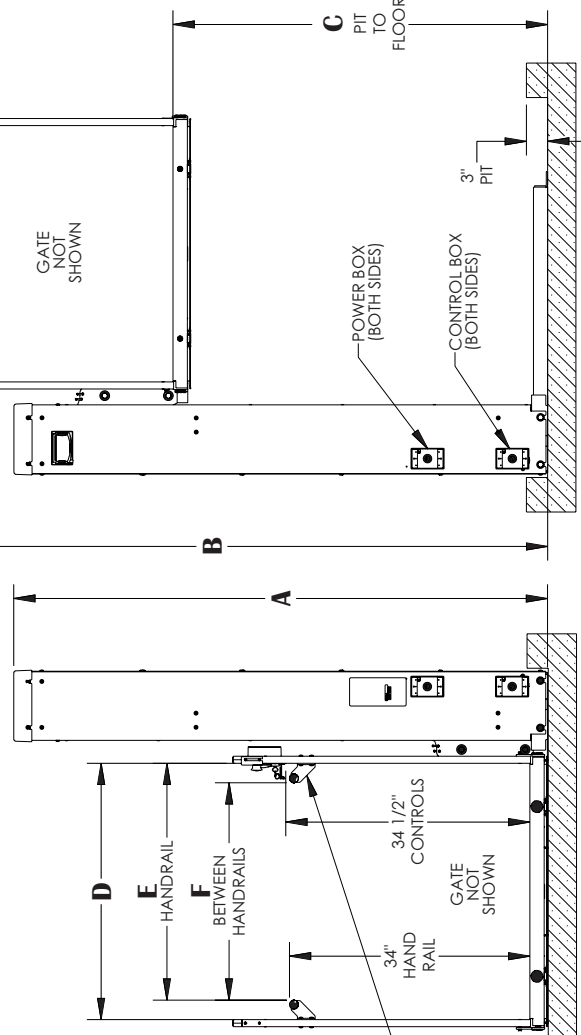 GATE
NOT
SHOWN
C
PIT
TO
FLOOR
3"
PIT
POWER BOX
(BOTH SIDES)
CONTROL BOX
(BOTH SIDES)
B
A
D
E
HANDRAIL
F
BETWEEN
HANDRAILS
34 1/2"
CONTROLS
34"
HAND
RAIL
GATE
NOT
SHOWN